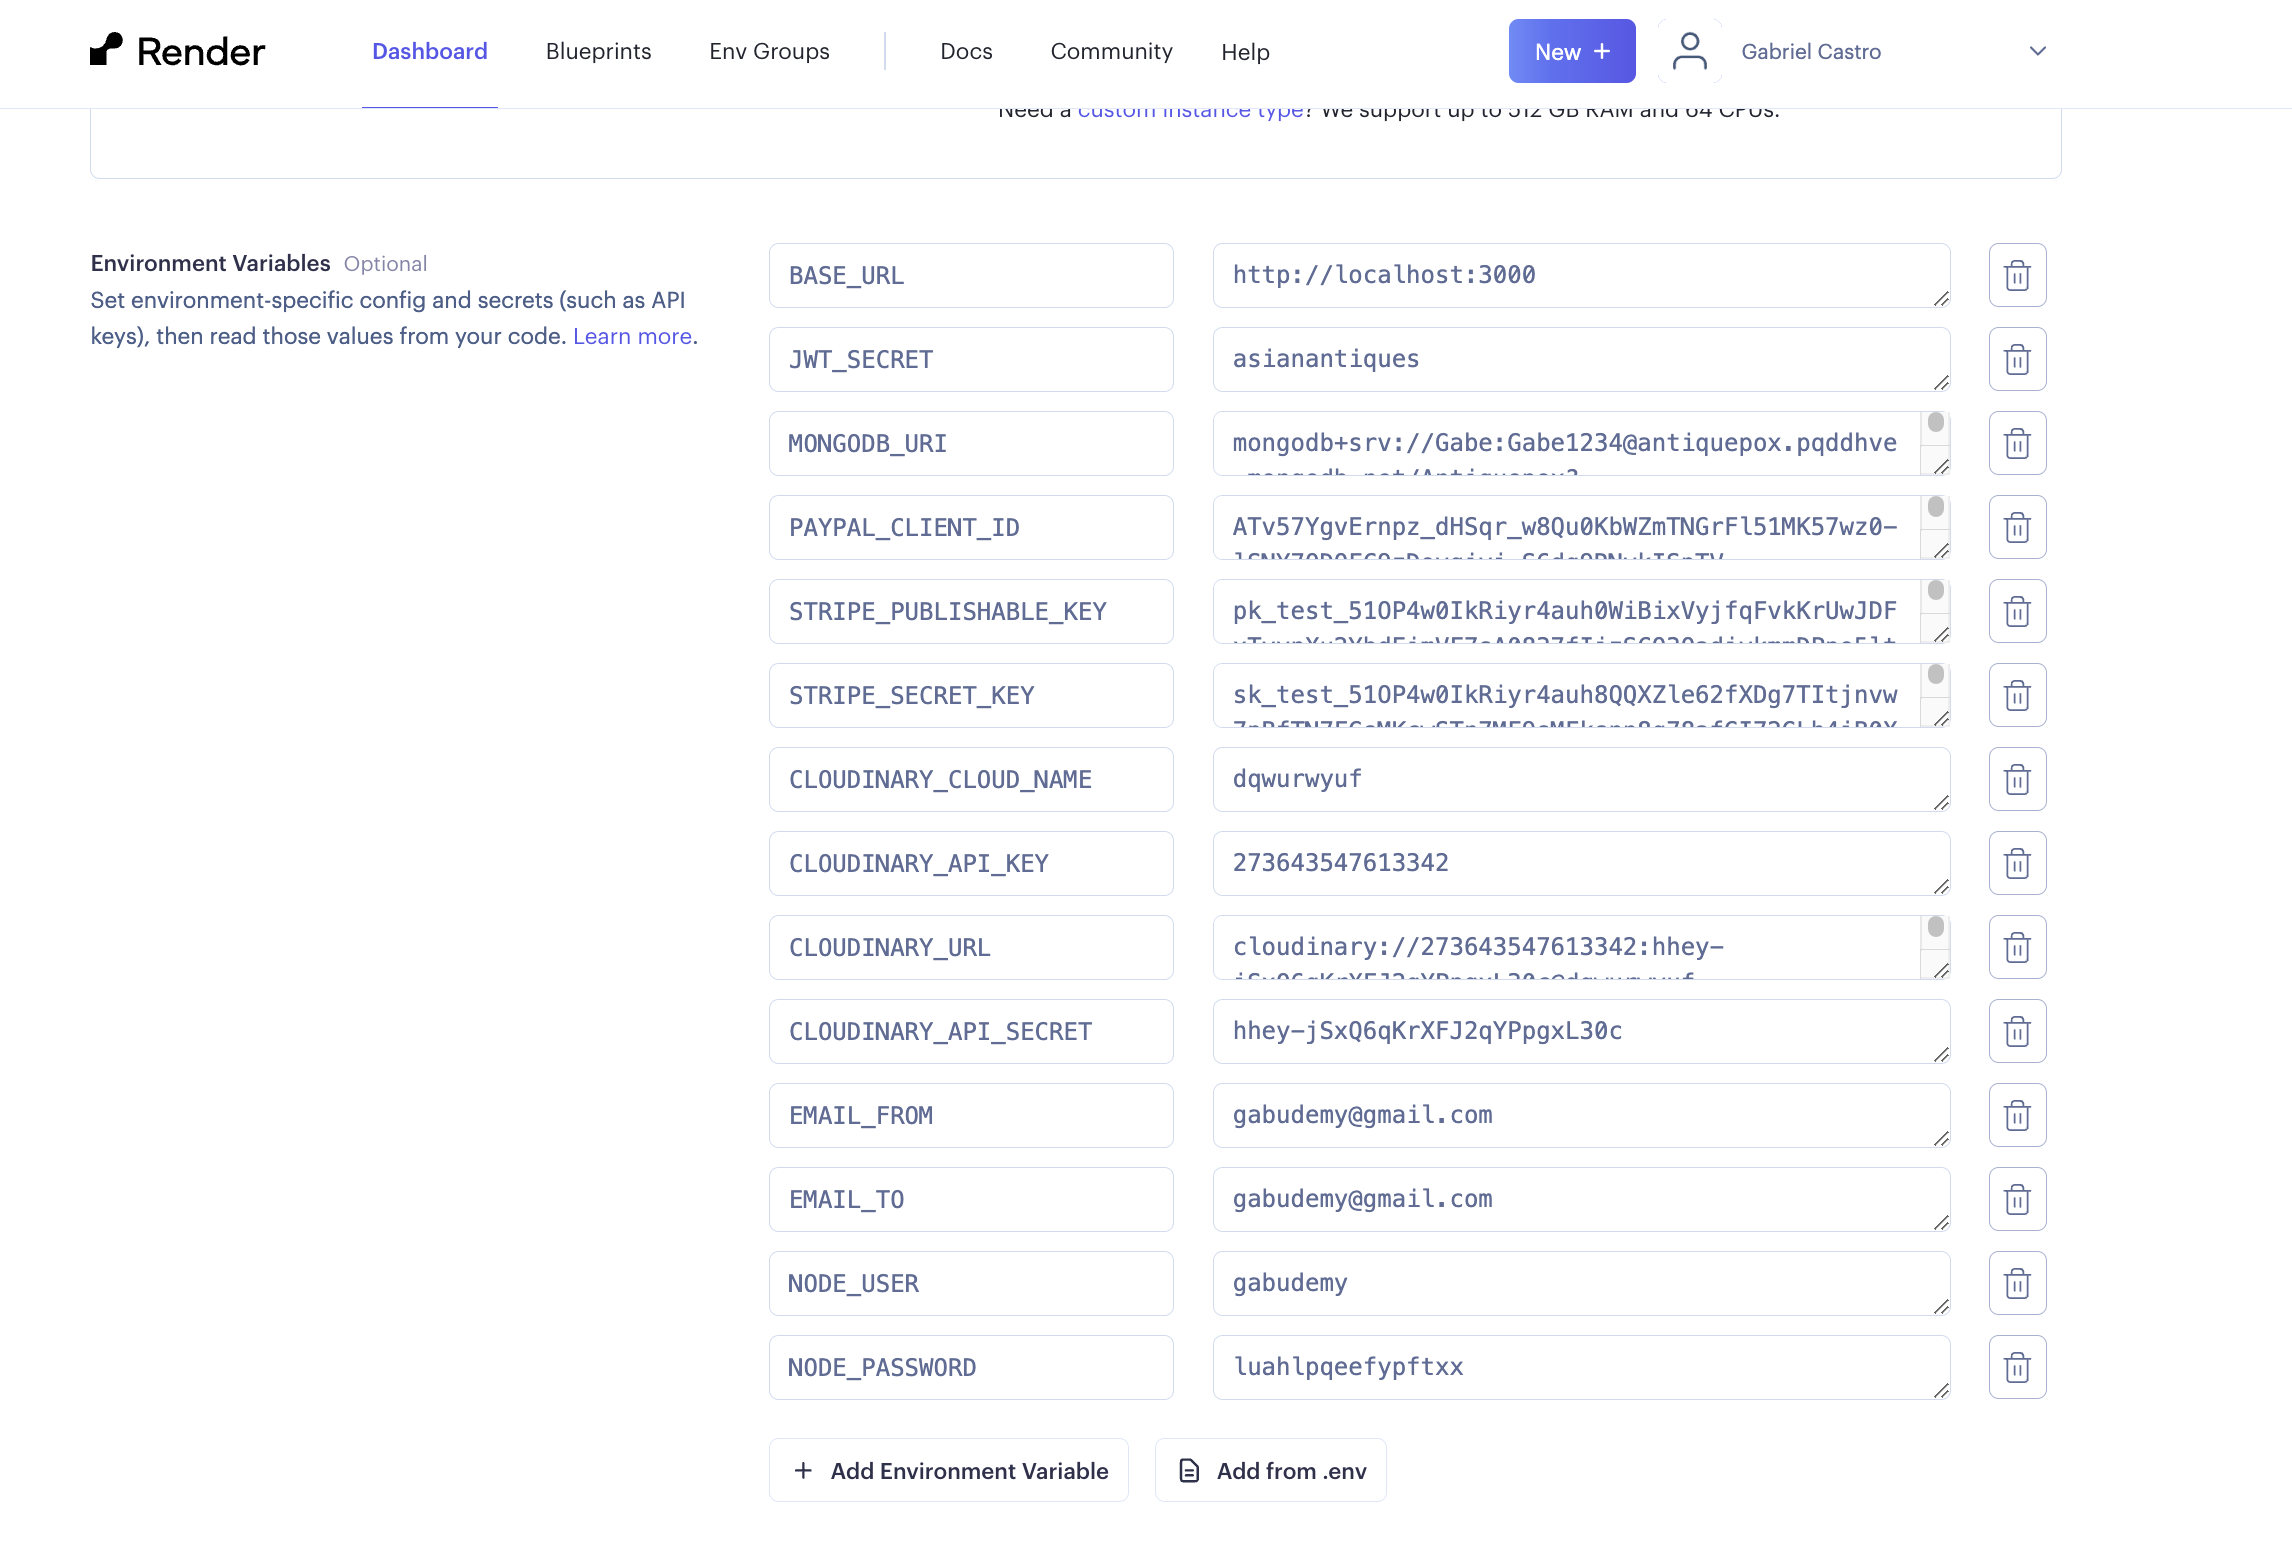 Render
Dashboard Blueprints Env Groups Docs Community Help New + Gabriel Castro
Need a custom instance type? We support up to 512 GB RAM and 64 CPUs.
Environment Variables Optional
Set environment-specific config and secrets (such as API
keys), then read those values from your code. Learn more.
BASE_URL http://localhost:3000
JWT_SECRET asianantiques
MONGODB_URI mongodb+srv://Gabe:Gabe1234@antiquepox.pqddhve
PAYPAL_CLIENT_ID ATv57YgvErnpz_dHSqr_w8Qu0KbWZmTNGrFl51MK57wz0-
STRIPE_PUBLISHABLE_KEY pk_test_51OP4w0IkRiyr4auh0WiBixVyjfqFvkKrUwJDF
STRIPE_SECRET_KEY sk_test_51OP4w0IkRiyr4auh8QQXZle62fXDg7TItjnvw
CLOUDINARY_CLOUD_NAME dqwurwyuf
CLOUDINARY_API_KEY 273643547613342
CLOUDINARY_URL cloudinary://273643547613342:hhey-
CLOUDINARY_API_SECRET hhey-jSxQ6qKrXFJ2qYPpgxL30c
EMAIL_FROM gabudemy@gmail.com
EMAIL_TO gabudemy@gmail.com
NODE_USER gabudemy
NODE_PASSWORD luahlpqeefypftxx
+ Add Environment Variable Add from .env